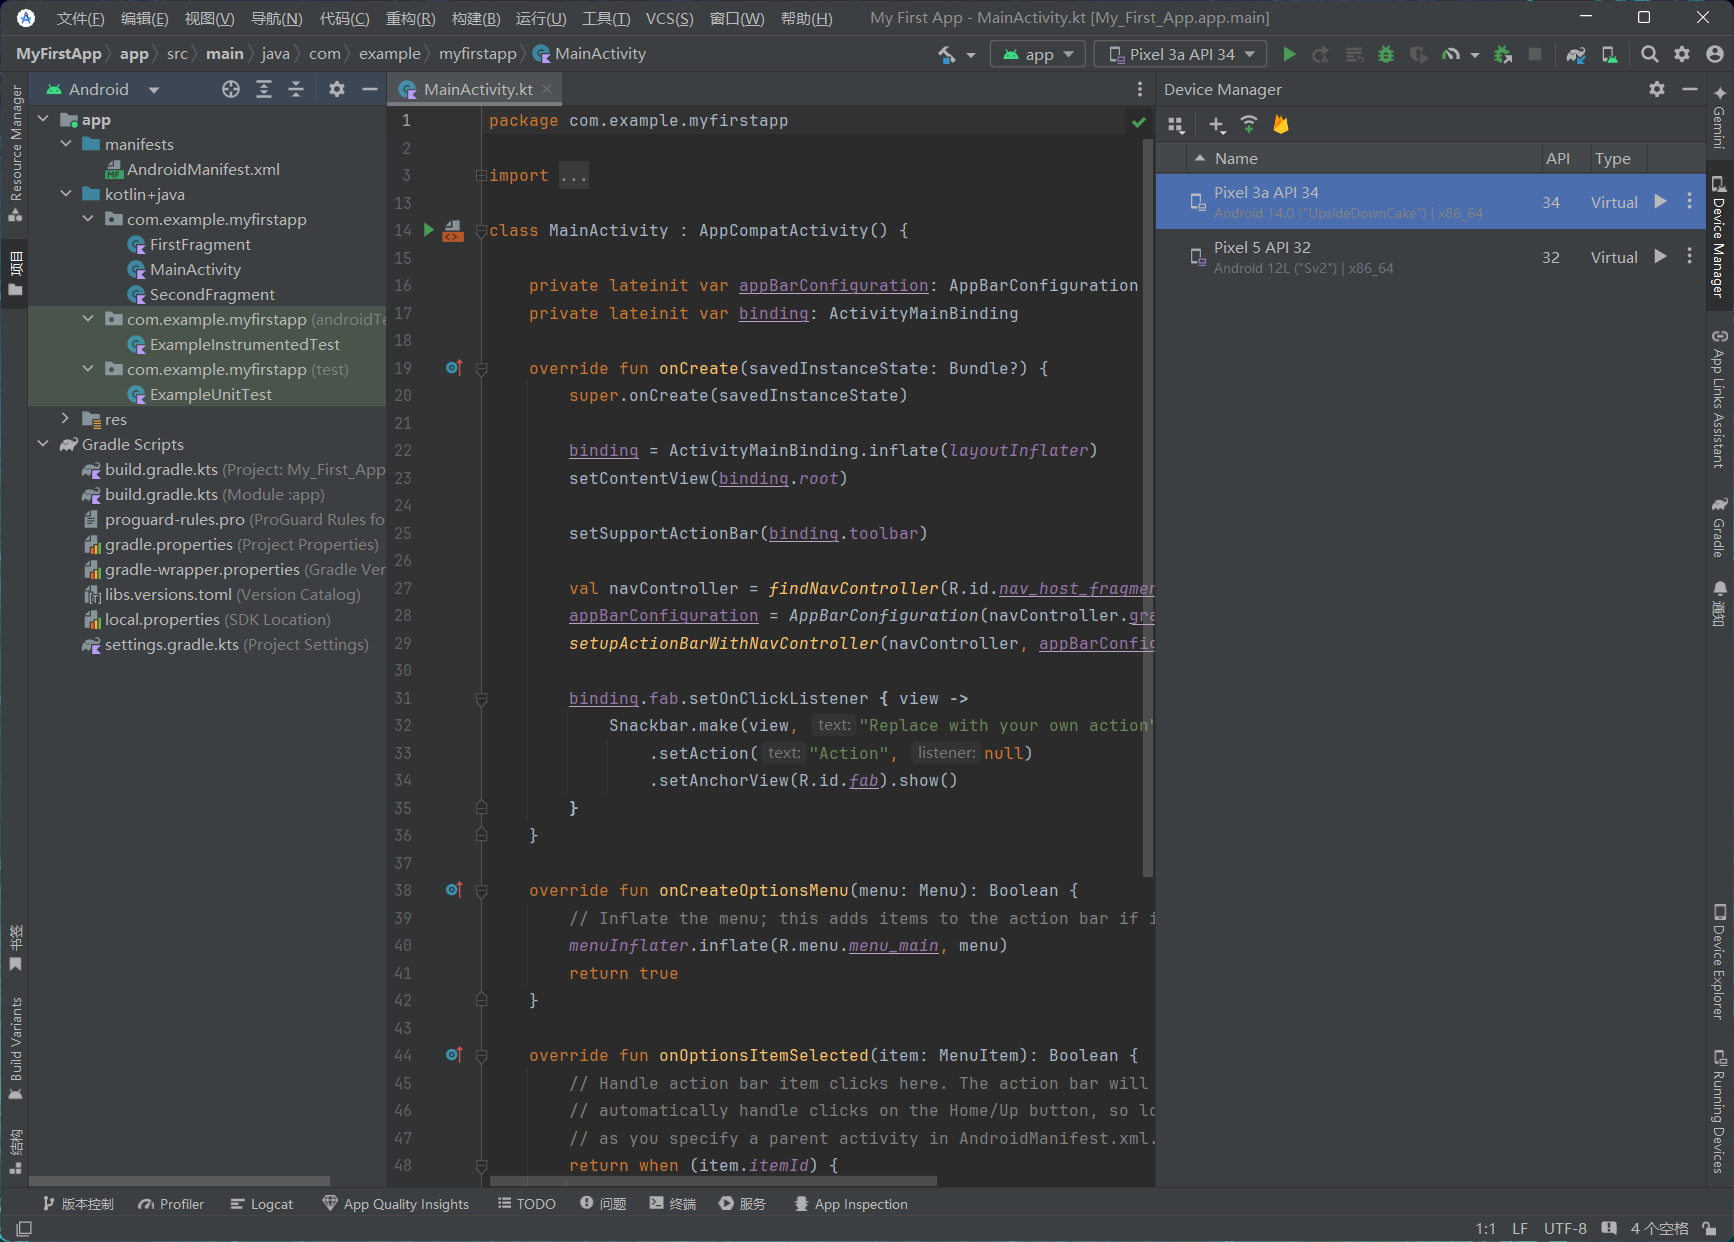 文件(F) 编辑(E) 视图(V) 导航(N) 代码(C) 重构(R) 构建(B) 运行(U) 工具(T) VCS(S) 窗口(W) 帮助(H) My First App - MainActivity.kt [My_First_App.app.main]
MyFirstApp app src main java com example myfirstapp MainActivity
app Pixel 3a API 34
Resource Manager
项目
书签
Build Variants
结构
Android
app
manifests
AndroidManifest.xml
kotlin+java
com.example.myfirstapp
FirstFragment
MainActivity
SecondFragment
com.example.myfirstapp (androidTe
ExampleInstrumentedTest
com.example.myfirstapp (test)
ExampleUnitTest
res
Gradle Scripts
build.gradle.kts (Project: My_First_App
build.gradle.kts (Module :app)
proguard-rules.pro (ProGuard Rules fo
gradle.properties (Project Properties)
gradle-wrapper.properties (Gradle Ver
libs.versions.toml (Version Catalog)
local.properties (SDK Location)
settings.gradle.kts (Project Settings)
MainActivity.kt
1 package com.example.myfirstapp
2
3 import ...
13
14 class MainActivity : AppCompatActivity() {
15
16 private lateinit var appBarConfiguration: AppBarConfiguration
17 private lateinit var binding: ActivityMainBinding
18
19 override fun onCreate(savedInstanceState: Bundle?) {
20 super.onCreate(savedInstanceState)
21
22 binding = ActivityMainBinding.inflate(layoutInflater)
23 setContentView(binding.root)
24
25 setSupportActionBar(binding.toolbar)
26
27 val navController = findNavController(R.id.nav_host_fragmen
28 appBarConfiguration = AppBarConfiguration(navController.gra
29 setupActionBarWithNavController(navController, appBarConfig
30
31 binding.fab.setOnClickListener { view ->
32 Snackbar.make(view, text: "Replace with your own action"
33 .setAction( text: "Action", listener: null)
34 .setAnchorView(R.id.fab).show()
35 }
36 }
37
38 override fun onCreateOptionsMenu(menu: Menu): Boolean {
39 // Inflate the menu; this adds items to the action bar if i
40 menuInflater.inflate(R.menu.menu_main, menu)
41 return true
42 }
43
44 override fun onOptionsItemSelected(item: MenuItem): Boolean {
45 // Handle action bar item clicks here. The action bar will
46 // automatically handle clicks on the Home/Up button, so lo
47 // as you specify a parent activity in AndroidManifest.xml.
48 return when (item.itemId) {
Device Manager
Name API Type
Pixel 3a API 34
Android 14.0 ("UpsideDownCake") | x86_64
34 Virtual
Pixel 5 API 32
Android 12L ("Sv2") | x86_64
32 Virtual
Gemini
Device Manager
App Links Assistant
Gradle
通知
Device Explorer
Running Devices
版本控制 Profiler Logcat App Quality Insights TODO 问题 终端 服务 App Inspection
1:1 LF UTF-8 4 个空格